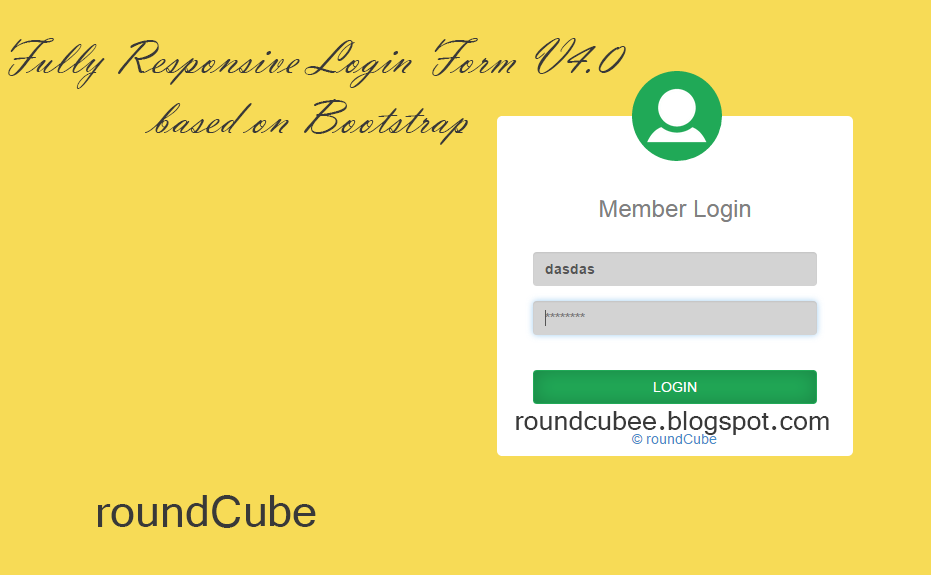 Fully Responsive Login Form V4.0
based on Bootstrap
Member Login
dasdas
********
LOGIN
roundcubee.blogspot.com
© roundCube
roundCube